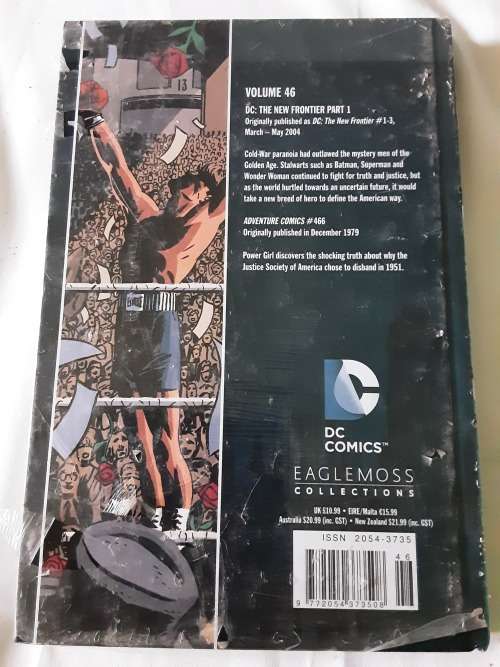 13
VOLUME 46
DC: THE NEW FRONTIER PART 1
Originally published as DC: The New Frontier #1-3,
March – May 2004
Cold-War paranoia had outlawed the mystery men of the
Golden Age. Stalwarts such as Batman, Superman and
Wonder Woman continued to fight for truth and justice, but
as the world hurtled towards an uncertain future, it would
take a new breed of hero to define the American way.
ADVENTURE COMICS #466
Originally published in December 1979
Power Girl discovers the shocking truth about why the
Justice Society of America chose to disband in 1951.
DC
COMICS™
EAGLEMOSS
COLLECTIONS
UK £10.99 • EIRE/Malta €15.99
Australia $20.99 (inc. GST) • New Zealand $21.99 (inc. GST)
ISSN 2054-3735
46
9 772054 373508